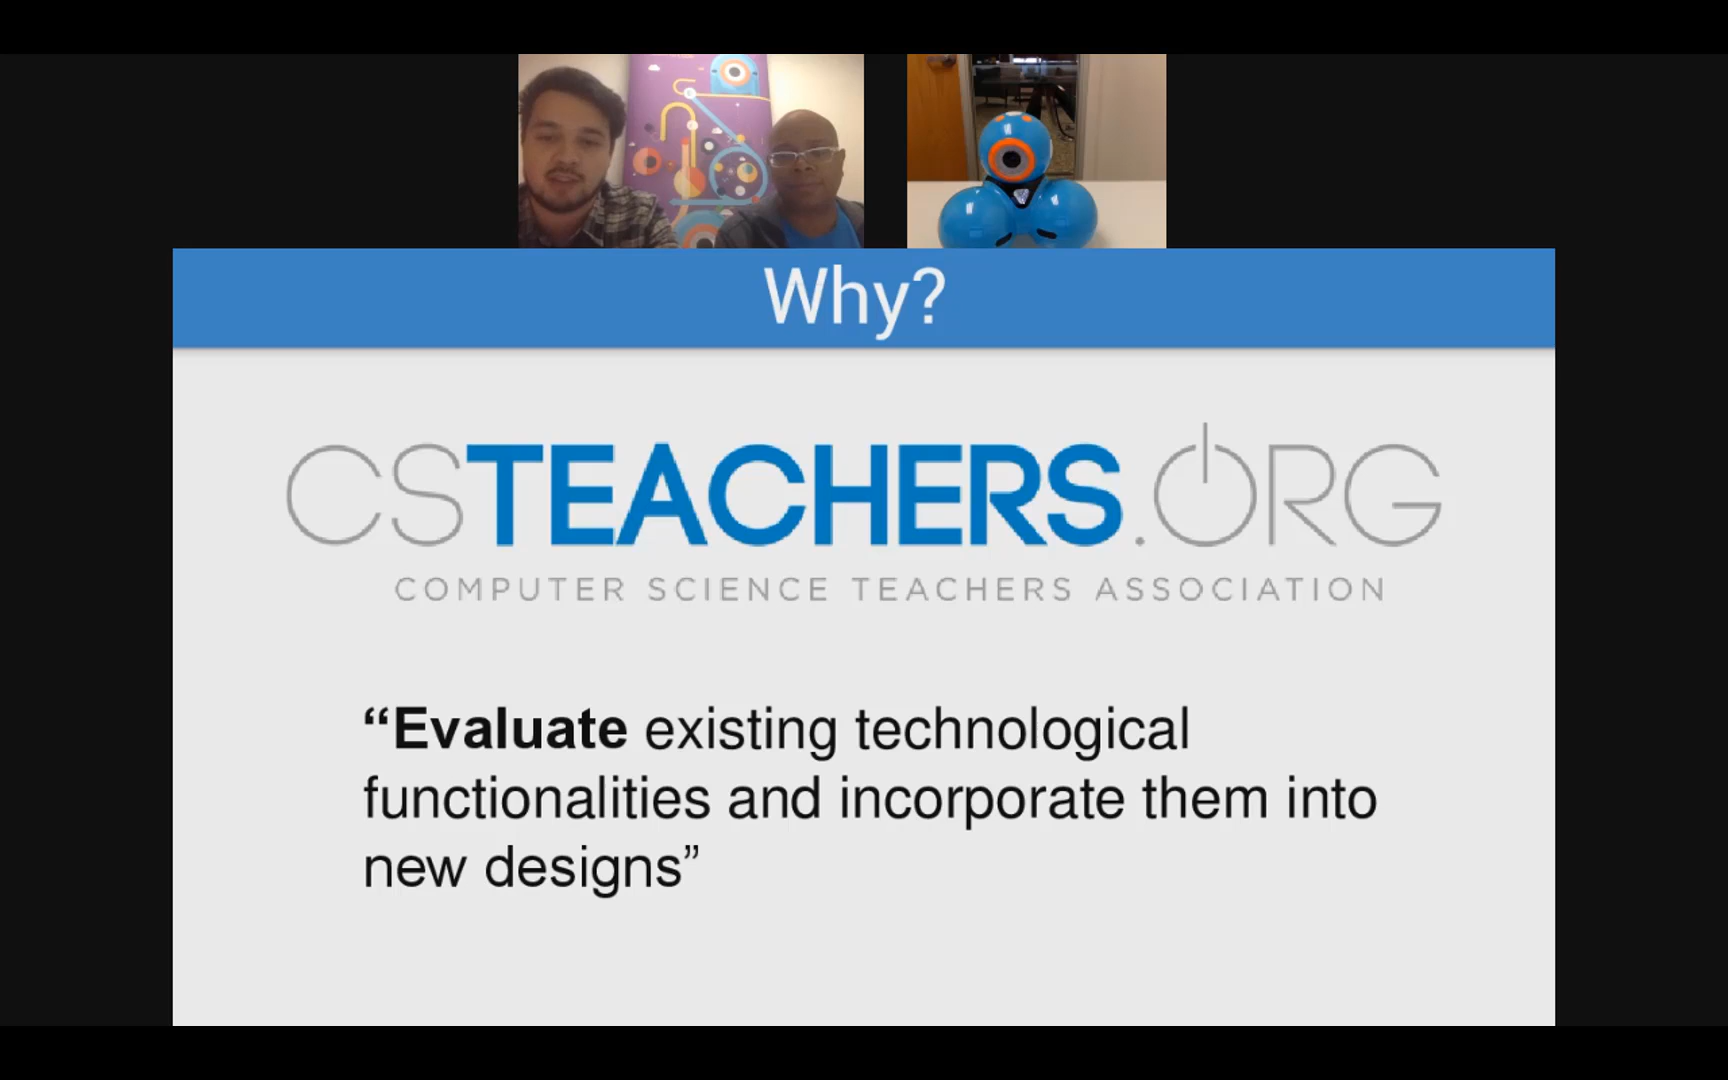 Why?
CSTEACHERS.ORG
COMPUTER SCIENCE TEACHERS ASSOCIATION
“Evaluate existing technological
functionalities and incorporate them into
new designs”